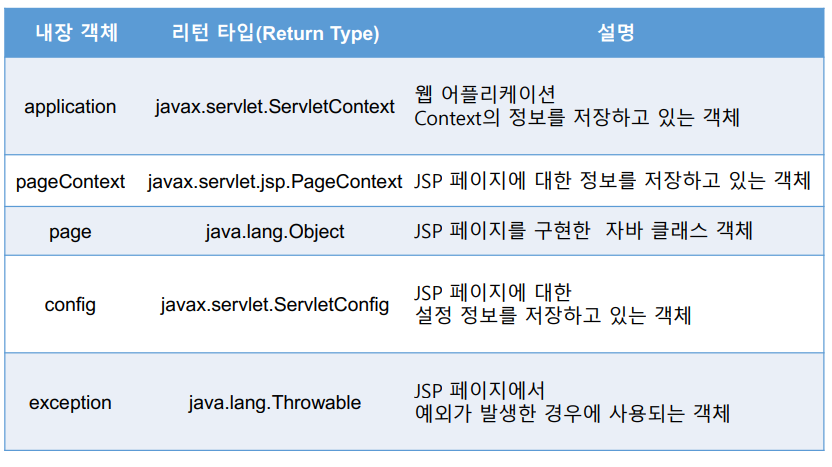 내장 객체 리턴 타입(Return Type) 설명
application javax.servlet.ServletContext 웹 어플리케이션
Context의 정보를 저장하고 있는 객체
pageContext javax.servlet.jsp.PageContext JSP 페이지에 대한 정보를 저장하고 있는 객체
page java.lang.Object JSP 페이지를 구현한 자바 클래스 객체
config javax.servlet.ServletConfig JSP 페이지에 대한
설정 정보를 저장하고 있는 객체
exception java.lang.Throwable JSP 페이지에서
예외가 발생한 경우에 사용되는 객체